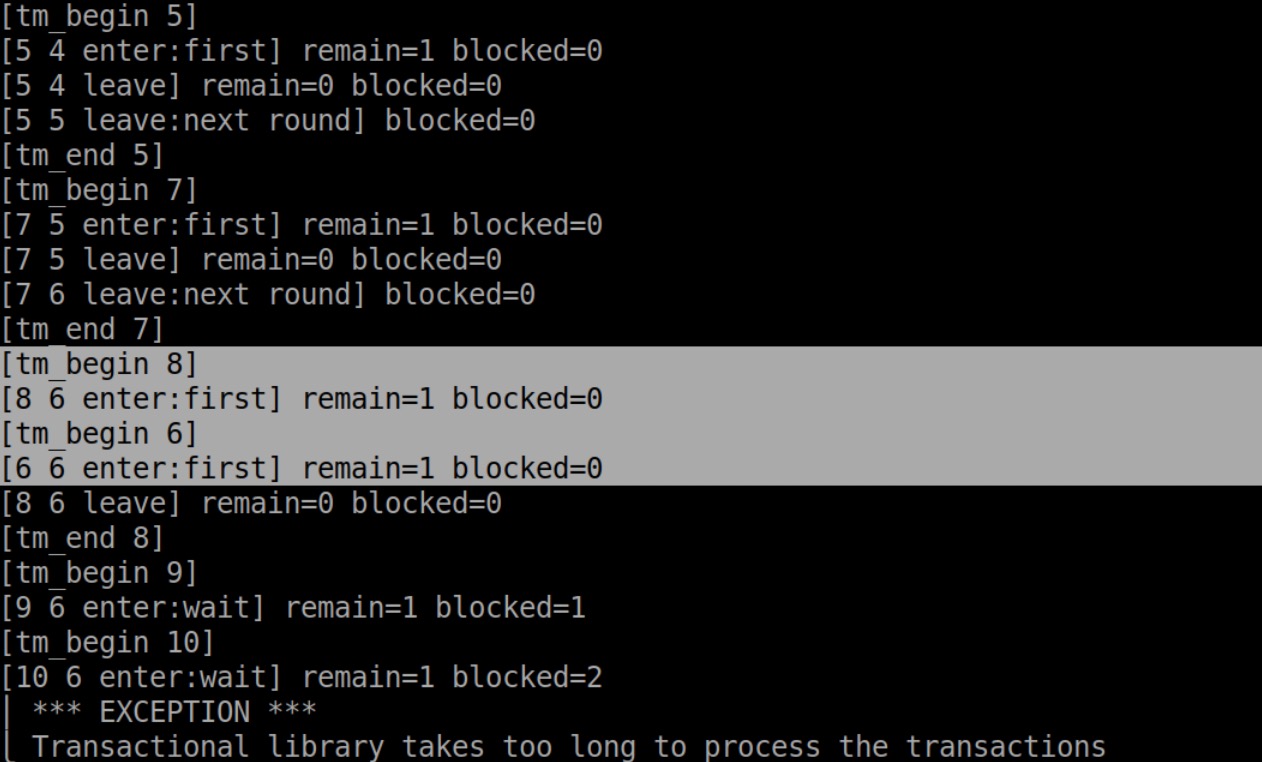 [tm_begin 5]
[5 4 enter:first] remain=1 blocked=0
[5 4 leave] remain=0 blocked=0
[5 5 leave:next round] blocked=0
[tm_end 5]
[tm_begin 7]
[7 5 enter:first] remain=1 blocked=0
[7 5 leave] remain=0 blocked=0
[7 6 leave:next round] blocked=0
[tm_end 7]
[tm_begin 8]
[8 6 enter:first] remain=1 blocked=0
[tm_begin 6]
[6 6 enter:first] remain=1 blocked=0
[8 6 leave] remain=0 blocked=0
[tm_end 8]
[tm_begin 9]
[9 6 enter:wait] remain=1 blocked=1
[tm_begin 10]
[10 6 enter:wait] remain=1 blocked=2
| *** EXCEPTION ***
| Transactional library takes too long to process the transactions